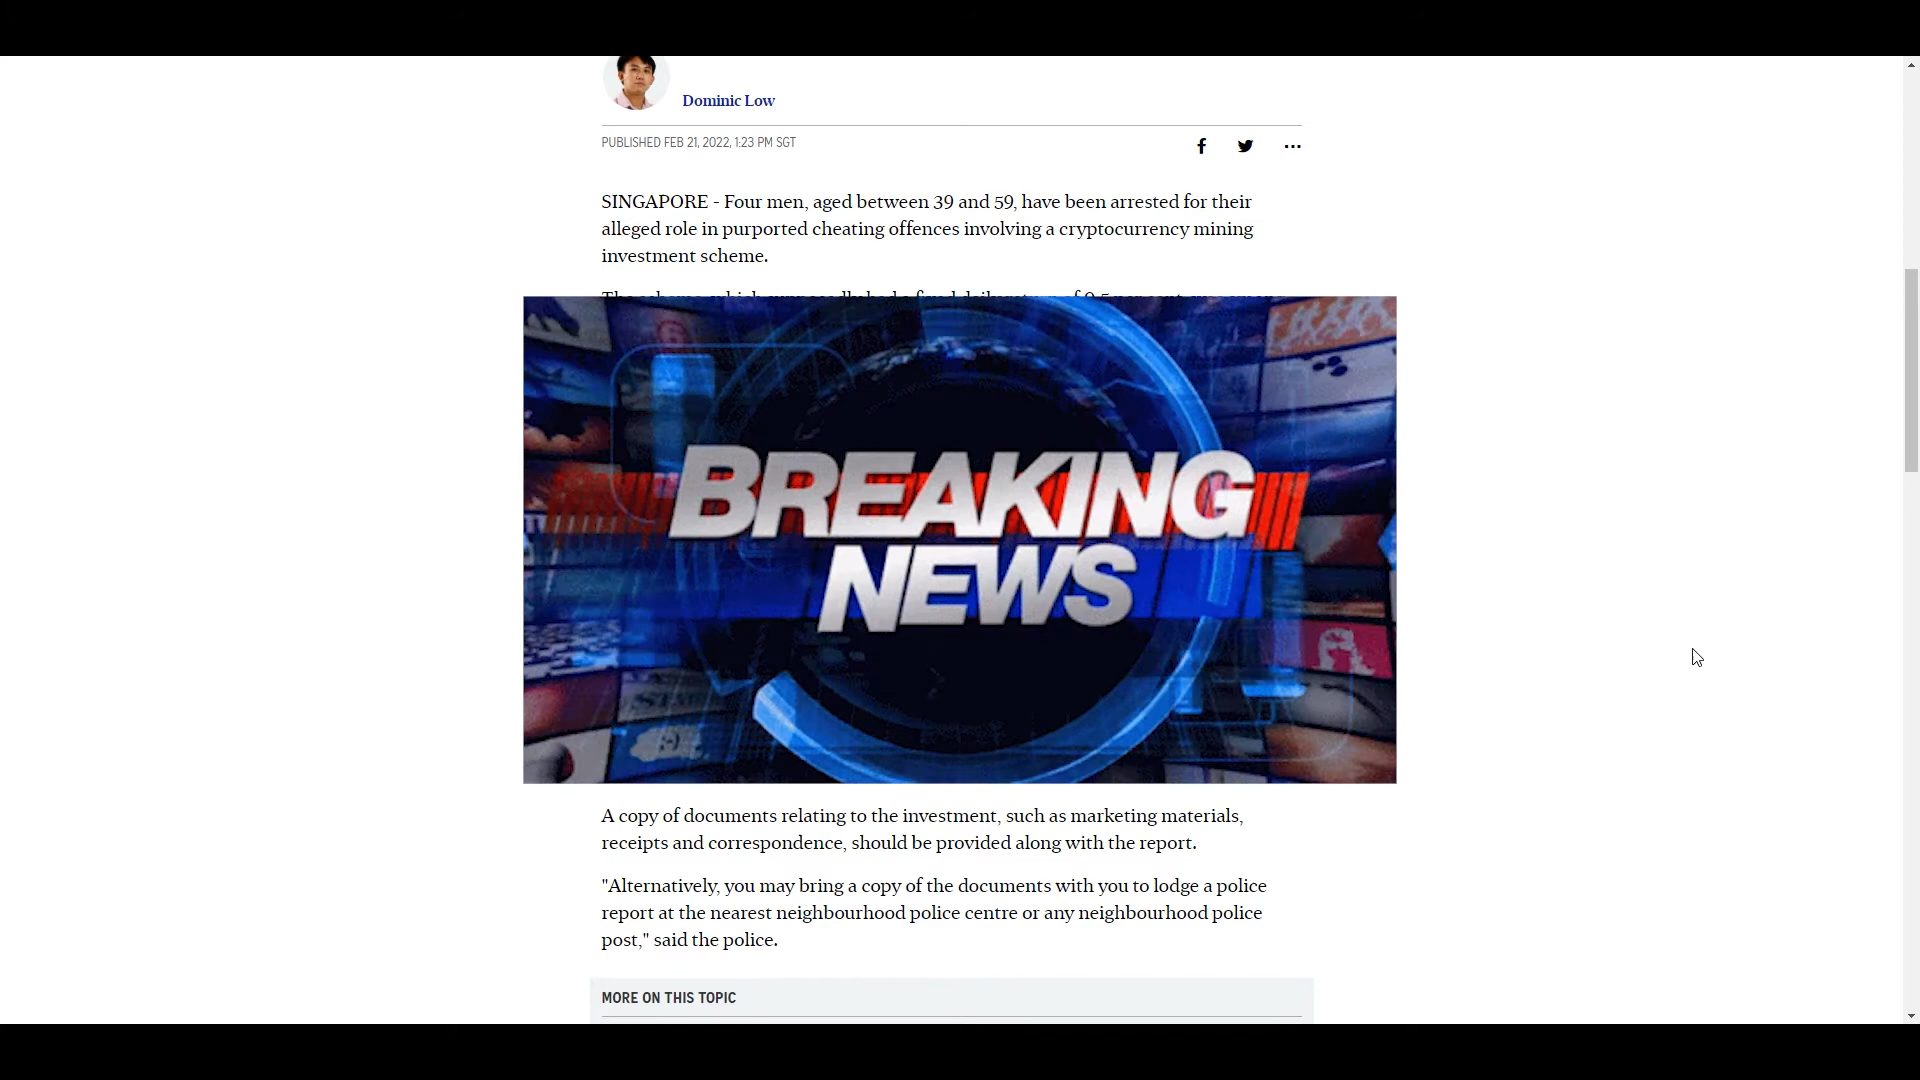 Dominic Low
PUBLISHED FEB 21, 2022, 1:23 PM SGT
SINGAPORE - Four men, aged between 39 and 59, have been arrested for their
alleged role in purported cheating offences involving a cryptocurrency mining
investment scheme.
BREAKING
NEWS
A copy of documents relating to the investment, such as marketing materials,
receipts and correspondence, should be provided along with the report.
"Alternatively, you may bring a copy of the documents with you to lodge a police
report at the nearest neighbourhood police centre or any neighbourhood police
post," said the police.
MORE ON THIS TOPIC